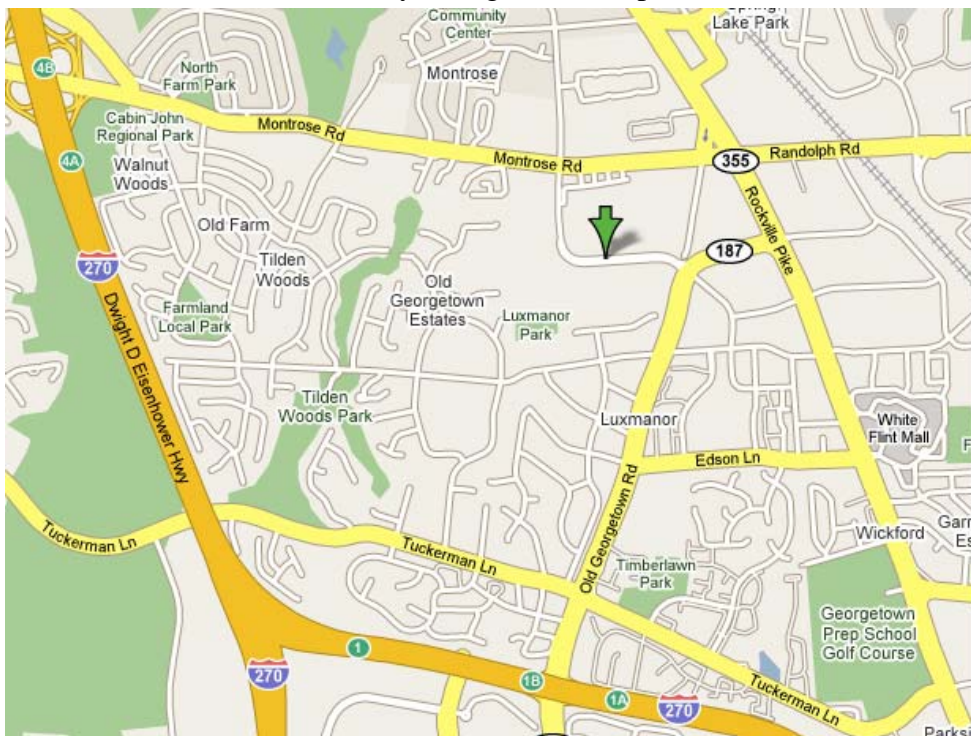 Community
Center
Lake Park
4B
North
Farm Park
Montrose
Cabin John
Regional Park
Montrose Rd
Montrose Rd
355
Randolph Rd
4A
Walnut
Woods
Old Farm
Rockville Pike
187
Tilden
Woods
270
Old
Georgetown
Estates
Farmland
Local Park
Luxmanor
Park
Dwight D Eisenhower Hwy
Tilden
Woods Park
Luxmanor
White
Flint Mall
Edson Ln
Old Georgetown Rd
Tuckerman Ln
Tuckerman Ln
Wickford
Timberlawn
Park
Georgetown
Prep School
Golf Course
1
270
1B
1A
270
Tuckerman Ln